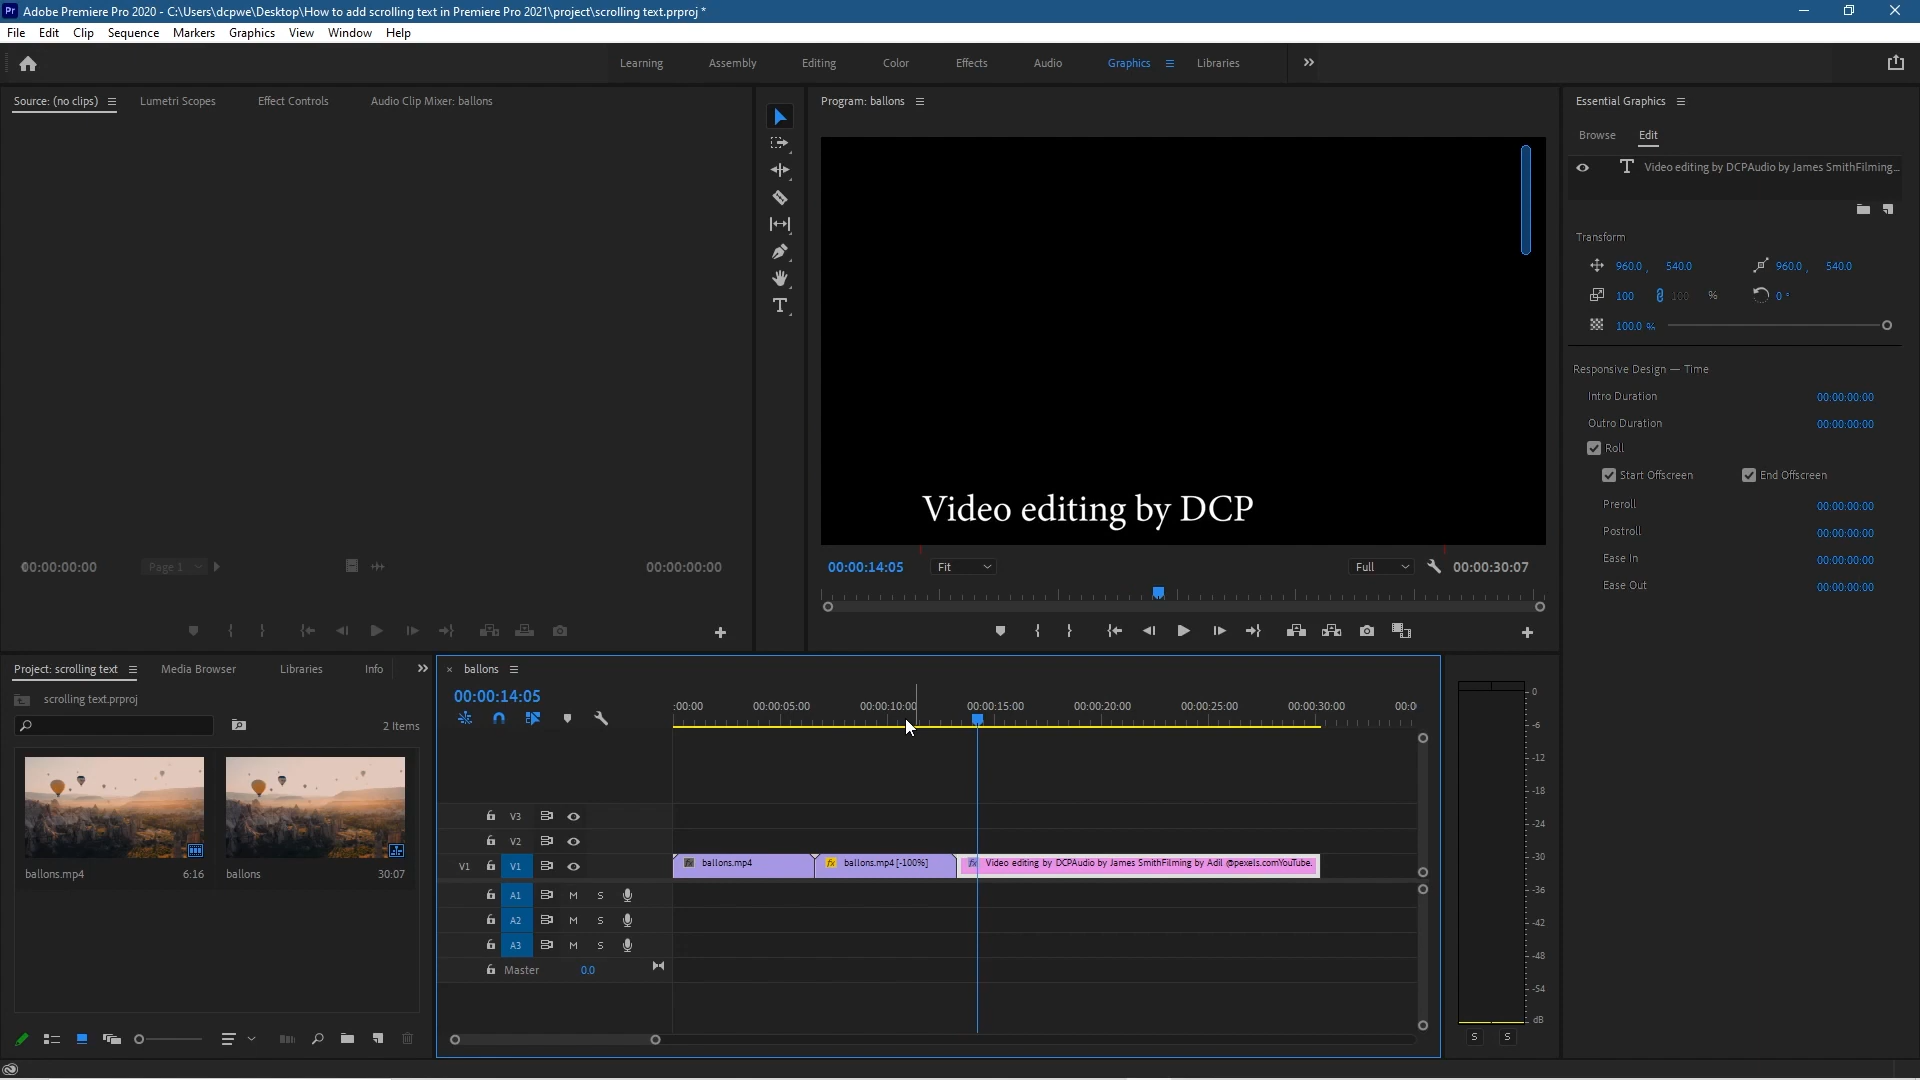 Adobe Premiere Pro 2020 - C:\Users\dcpwe\Desktop\How to add scrolling text in Premiere Pro 2021\project\scrolling text.prproj *
File Edit Clip Sequence Markers Graphics View Window Help
Learning Assembly Editing Color Effects Audio Graphics Libraries
Source: (no clips) Lumetri Scopes Effect Controls Audio Clip Mixer: ballons
Program: ballons
Essential Graphics
Browse Edit
Video editing by DCPAudio by James SmithFilming...
Transform
960.0 , 540.0 960.0 , 540.0
100 100 % 0 °
100.0 %
Responsive Design — Time
Intro Duration 00:00:00:00
Outro Duration 00:00:00:00
Roll
Start Offscreen End Offscreen
Preroll 00:00:00:00
Postroll 00:00:00:00
Ease In 00:00:00:00
Ease Out 00:00:00:00
Video editing by DCP
00:00:00:00 Page 1 00:00:00:00
00:00:14:05 Fit Full 00:00:30:07
Project: scrolling text Media Browser Libraries Info
scrolling text.prproj
2 Items
ballons.mp4 6:16
ballons 30:07
ballons
00:00:14:05
:00:00 00:00:05:00 00:00:10:00 00:00:15:00 00:00:20:00 00:00:25:00 00:00:30:00 00:0
V3
V2
V1 V1
ballons.mp4 ballons.mp4 [-100%] Video editing by DCPAudio by James SmithFilming by Adil @pexels.comYouTube.
A1 M S
A2 M S
A3 M S
Master 0.0
0
-6
-12
-18
-24
-30
-36
-42
-48
-54
dB
S S